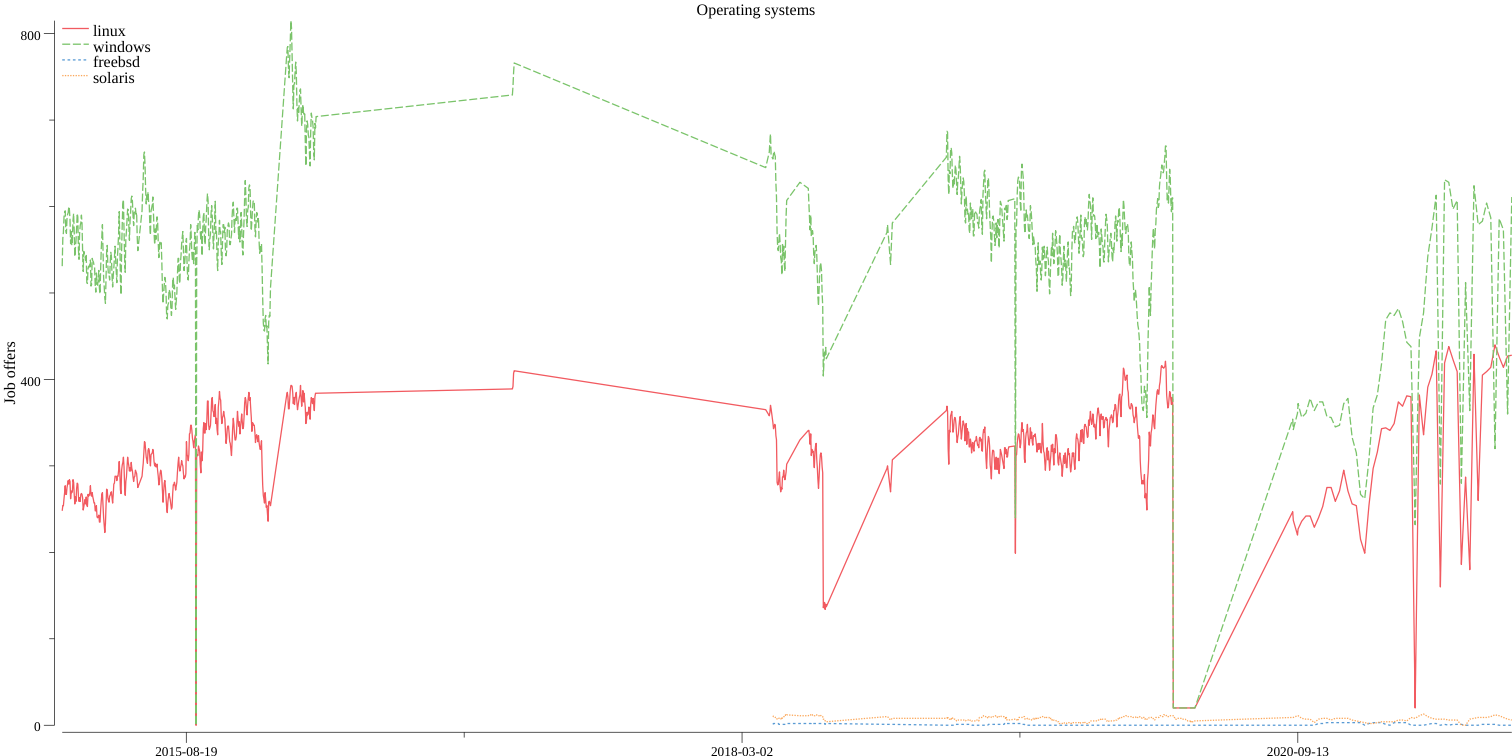 Operating systems
800
400
0
Job offers
linux
windows
freebsd
solaris
2015-08-19
2018-03-02
2020-09-13